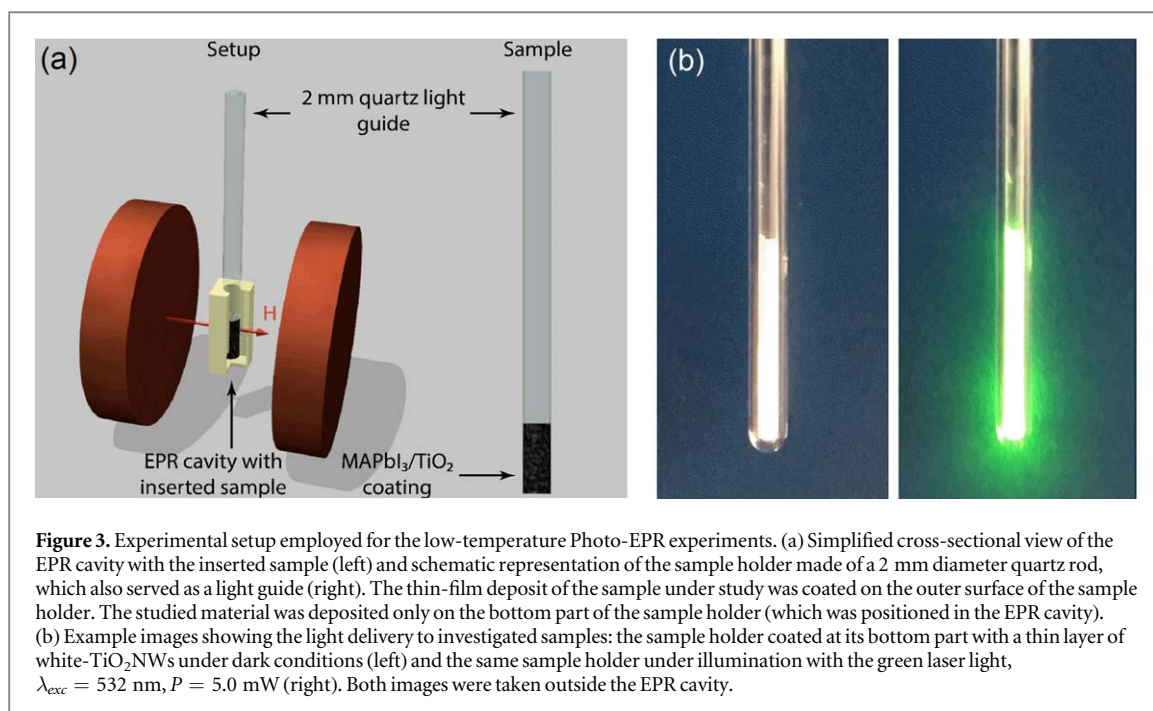 (a)
Setup
Sample
2 mm quartz light
guide
H
EPR cavity with
inserted sample
MAPbI₃/TiO₂
coating
(b)
Figure 3. Experimental setup employed for the low-temperature Photo-EPR experiments. (a) Simplified cross-sectional view of the
EPR cavity with the inserted sample (left) and schematic representation of the sample holder made of a 2 mm diameter quartz rod,
which also served as a light guide (right). The thin-film deposit of the sample under study was coated on the outer surface of the sample
holder. The studied material was deposited only on the bottom part of the sample holder (which was positioned in the EPR cavity).
(b) Example images showing the light delivery to investigated samples: the sample holder coated at its bottom part with a thin layer of
white-TiO₂NWs under dark conditions (left) and the same sample holder under illumination with the green laser light,
λexc = 532 nm, P = 5.0 mW (right). Both images were taken outside the EPR cavity.